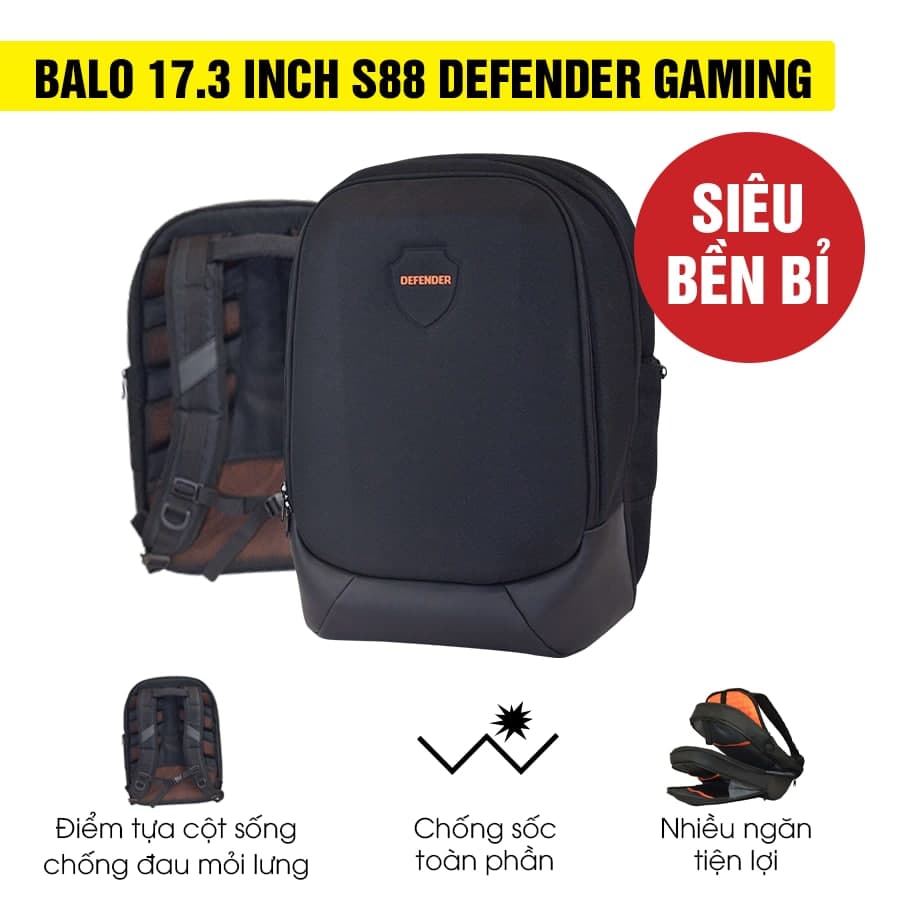 BALO 17.3 INCH S88 DEFENDER GAMING
SIÊU
BỀN BỈ
DEFENDER
Điểm tựa cột sống
chống đau mỏi lưng
Chống sốc
toàn phần
Nhiều ngăn
tiện lợi